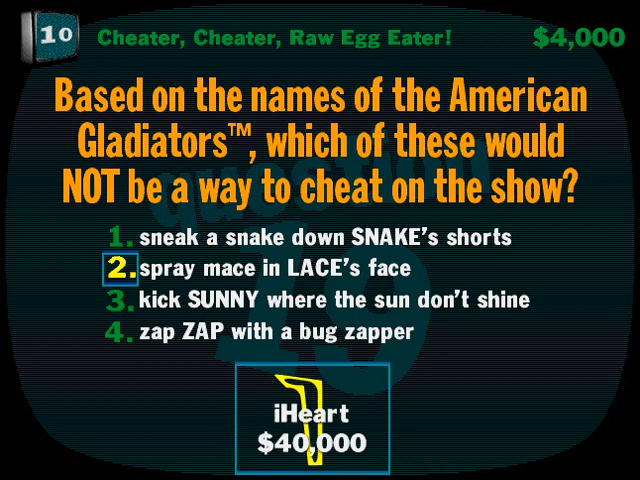 10 Cheater, Cheater, Raw Egg Eater! $4,000
Based on the names of the American
Gladiators™, which of these would
NOT be a way to cheat on the show?
question
19
1. sneak a snake down SNAKE's shorts
2. spray mace in LACE's face
3. kick SUNNY where the sun don't shine
4. zap ZAP with a bug zapper
1
iHeart
$40,000